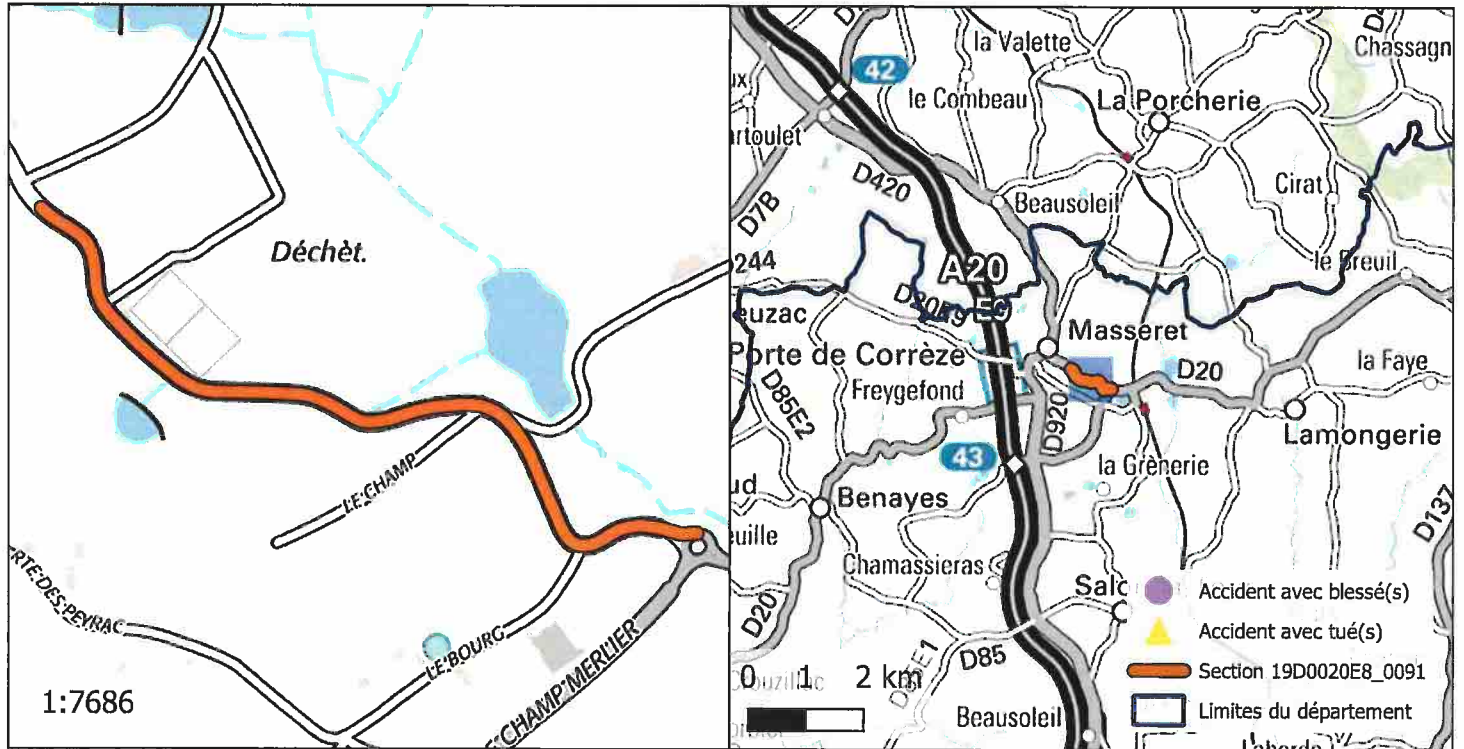 Déchèt.
LE CHAMP
LE BOURG
CHAMP MERLIER
1:7686
42
la Valette
Chassagn
le Combeau
La Porcherie
D420
D7B
Beausoleil
Cirat
A20
le Breuil
244
Masseret
Porte de Corrèze
D20
la Faye
Freygefond
D85E2
D920
Lamongerie
43
la Grènerie
Benayes
D137
Chamassieras
D20
D85
0 1 2 km
Beausoleil
Accident avec blessé(s)
Accident avec tué(s)
Section 19D0020E8_0091
Limites du département